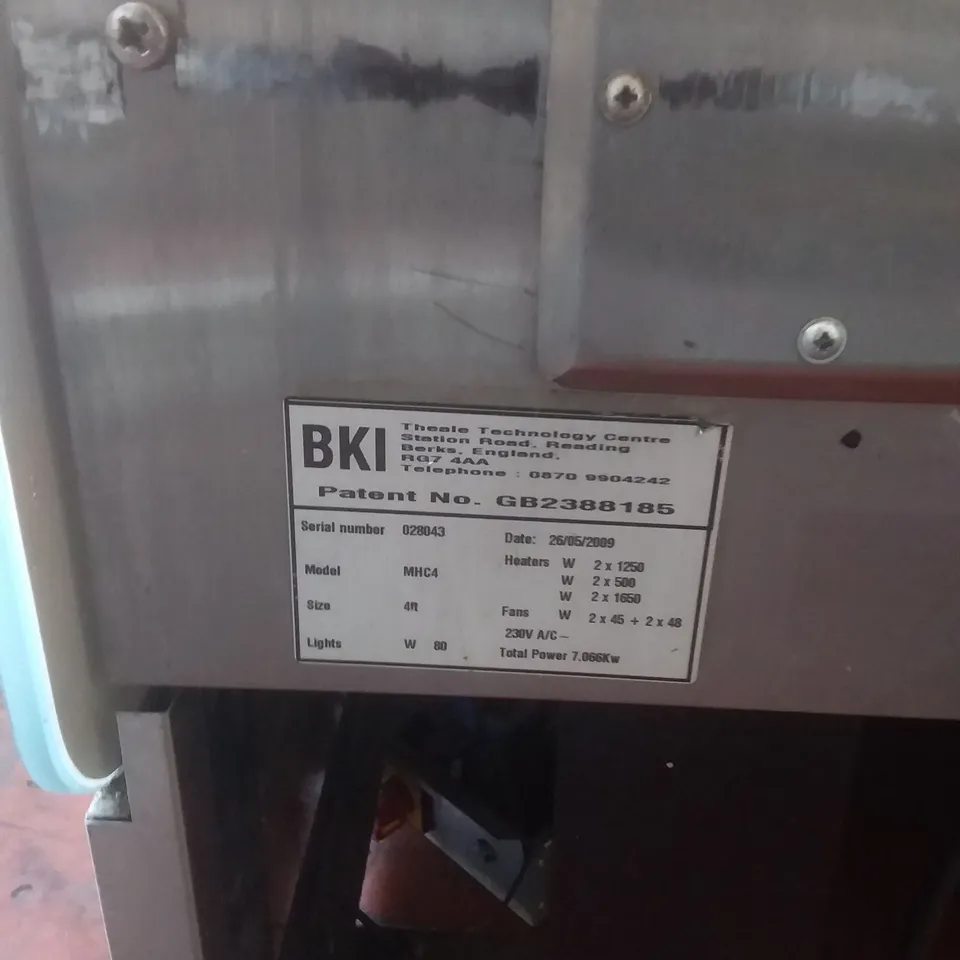 BKI
Theale Technology Centre
Station Road, Reading
Berks, England,
RG7 4AA
Telephone : 0870 9904242
Patent No. GB2388185
Serial number 028043
Date: 26/05/2009
Heaters W 2 x 1250
W 2 x 500
Model MHC4
W 2 x 1650
Size 4ft
Fans W 2 x 45 + 2 x 48
230V A/C ~
Lights W 80
Total Power 7.066Kw